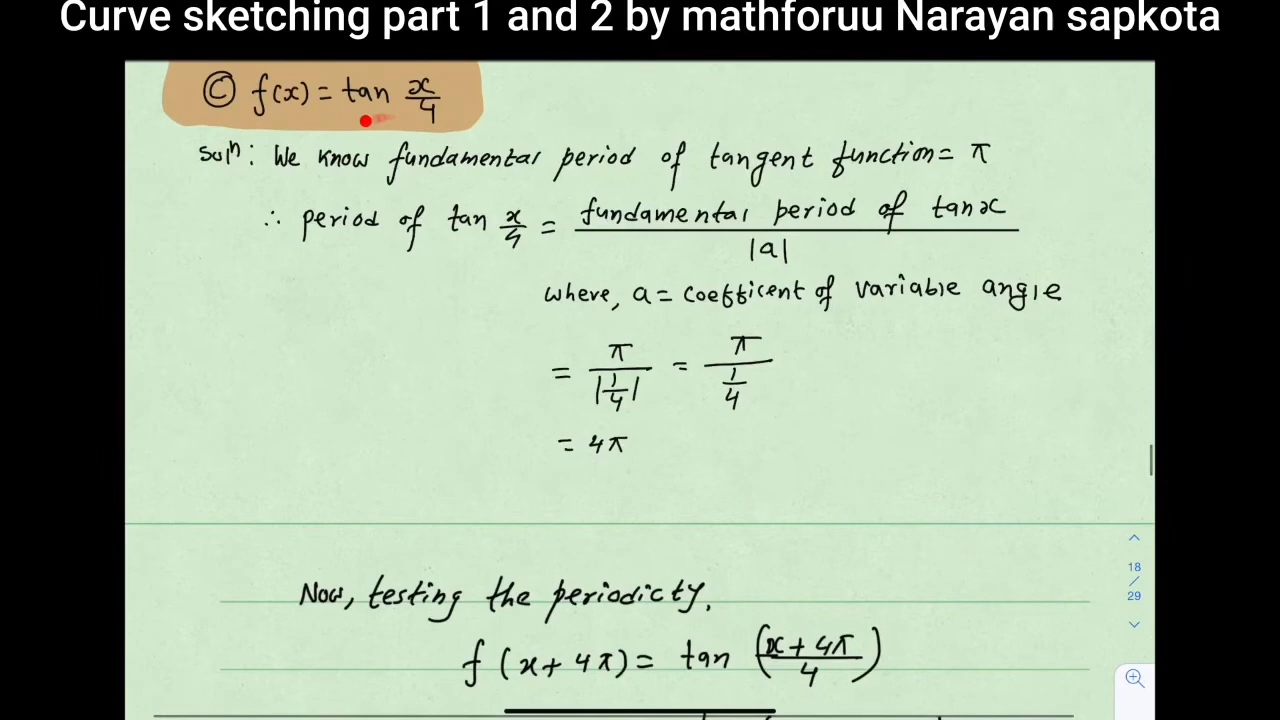 Curve sketching part 1 and 2 by mathforuu Narayan sapkota
Ⓒ f(x) = tan x/4
Solⁿ: We know fundamental period of tangent function = π
∴ period of tan x/4 = fundamental period of tanx / |a|
where, a = coefficent of variable angle
= π / |1/4| = π / 1/4
= 4π
18
/
29
Now, testing the periodicty.
f (x + 4π) = tan (x + 4π / 4)